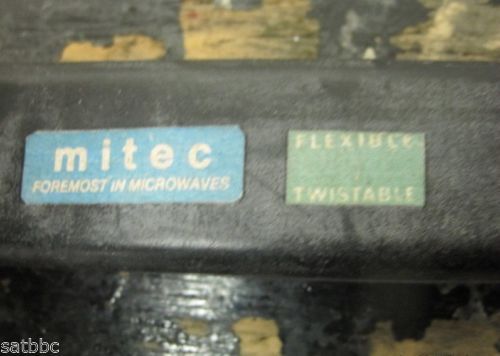 mitec
FOREMOST IN MICROWAVES
FLEXIBLE
TWISTABLE
satbbc